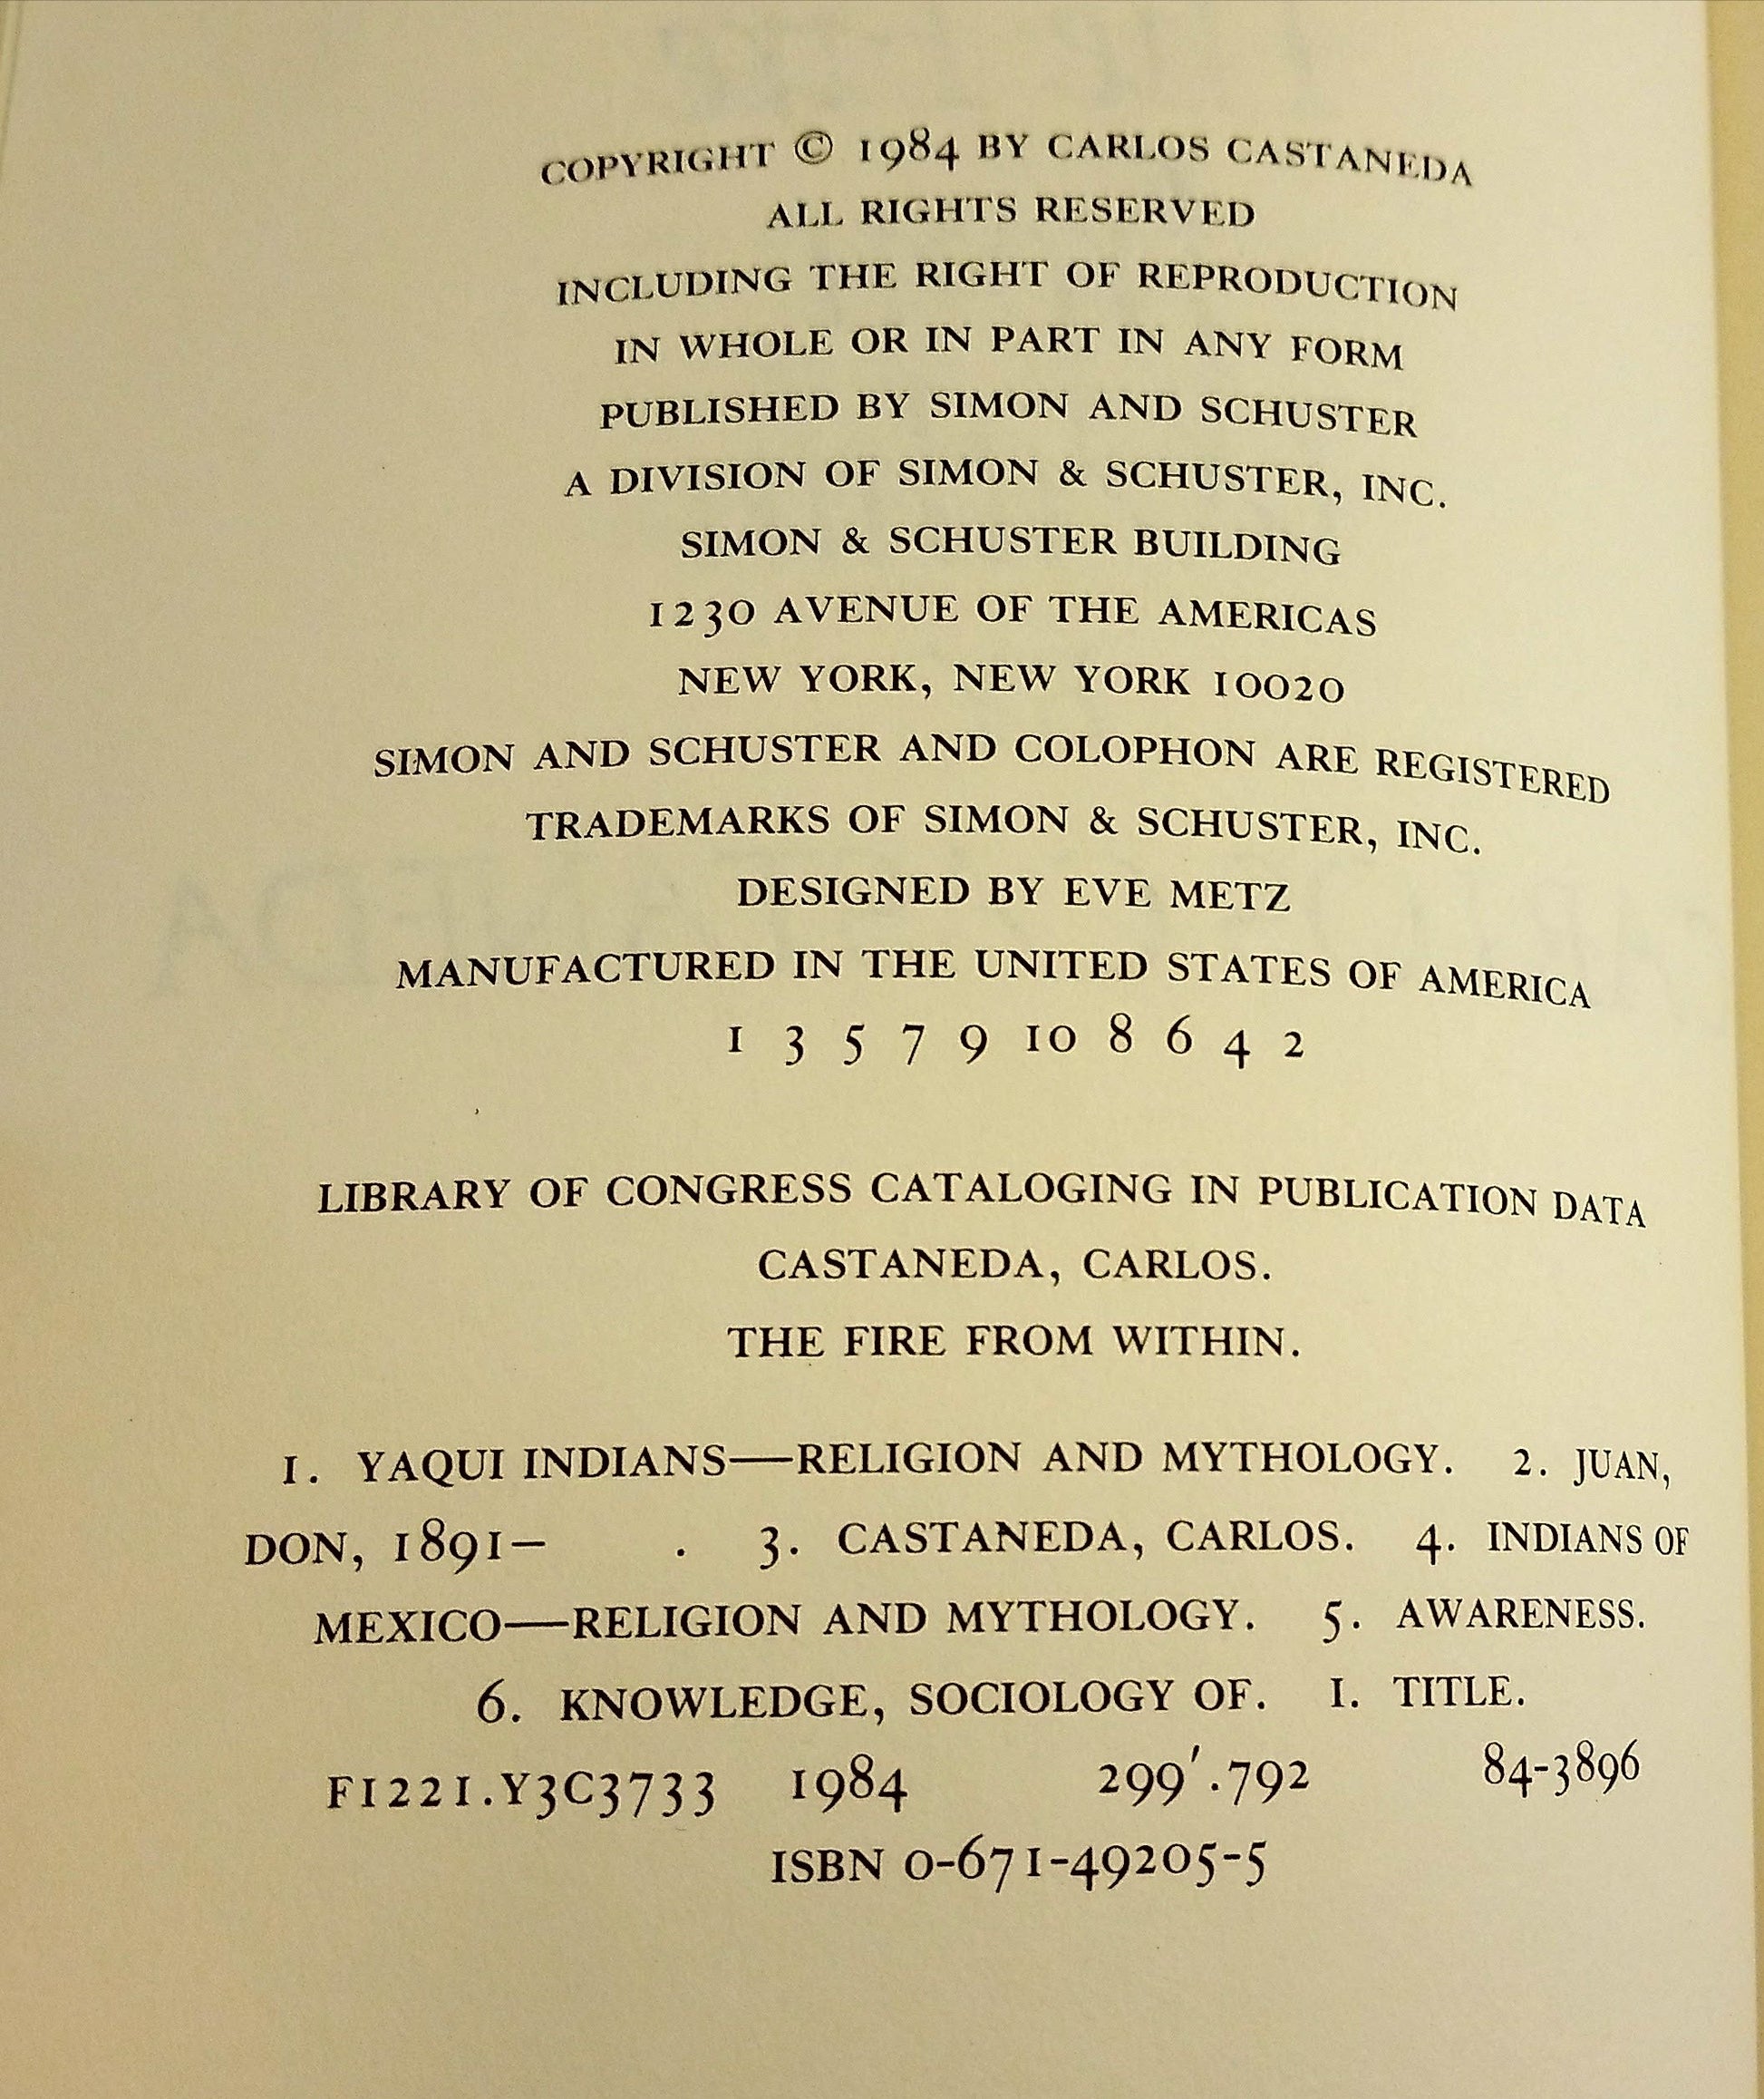 COPYRIGHT © 1984 BY CARLOS CASTANEDA
ALL RIGHTS RESERVED
INCLUDING THE RIGHT OF REPRODUCTION
IN WHOLE OR IN PART IN ANY FORM
PUBLISHED BY SIMON AND SCHUSTER
A DIVISION OF SIMON & SCHUSTER, INC.
SIMON & SCHUSTER BUILDING
1230 AVENUE OF THE AMERICAS
NEW YORK, NEW YORK 10020
SIMON AND SCHUSTER AND COLOPHON ARE REGISTERED
TRADEMARKS OF SIMON & SCHUSTER, INC.
DESIGNED BY EVE METZ
MANUFACTURED IN THE UNITED STATES OF AMERICA
1 3 5 7 9 10 8 6 4 2
LIBRARY OF CONGRESS CATALOGING IN PUBLICATION DATA
CASTANEDA, CARLOS.
THE FIRE FROM WITHIN.
1. YAQUI INDIANS—RELIGION AND MYTHOLOGY. 2. JUAN,
DON, 1891– . 3. CASTANEDA, CARLOS. 4. INDIANS OF
MEXICO—RELIGION AND MYTHOLOGY. 5. AWARENESS.
6. KNOWLEDGE, SOCIOLOGY OF. I. TITLE.
F1221.Y3C3733 1984 299′.792 84-3896
ISBN 0-671-49205-5